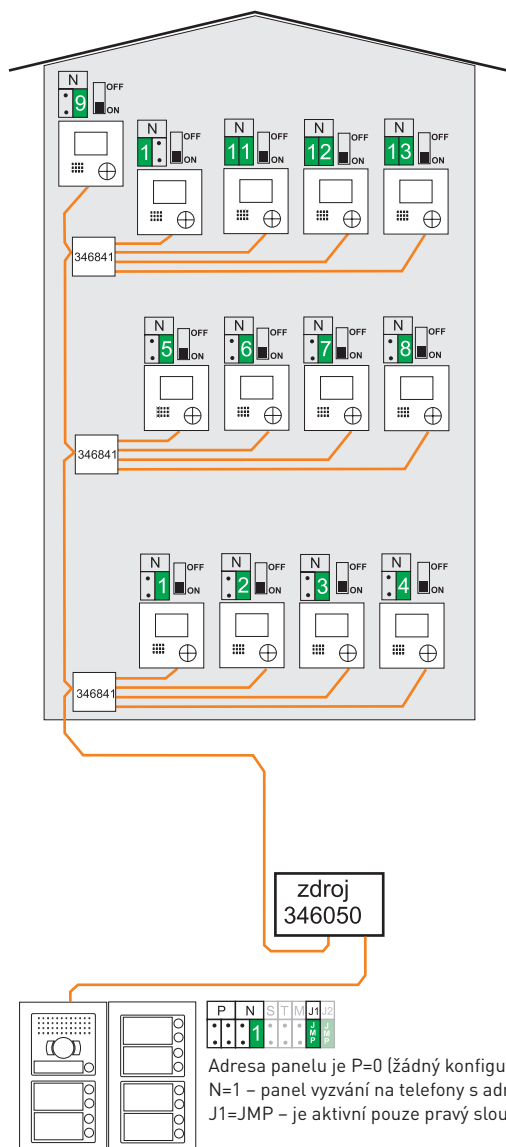 N
OFF
9
ON
N
OFF
1
ON
N
OFF
11
ON
N
OFF
12
ON
N
OFF
13
ON
346841
N
OFF
5
ON
N
OFF
6
ON
N
OFF
7
ON
N
OFF
8
ON
346841
N
OFF
1
ON
N
OFF
2
ON
N
OFF
3
ON
N
OFF
4
ON
346841
zdroj
346050
P N S T M J1 J2
1 JMP JMP
Adresa panelu je P=0 (žádný konfigu
N=1 – panel vyzvání na telefony s adr
J1=JMP – je aktivní pouze pravý slou